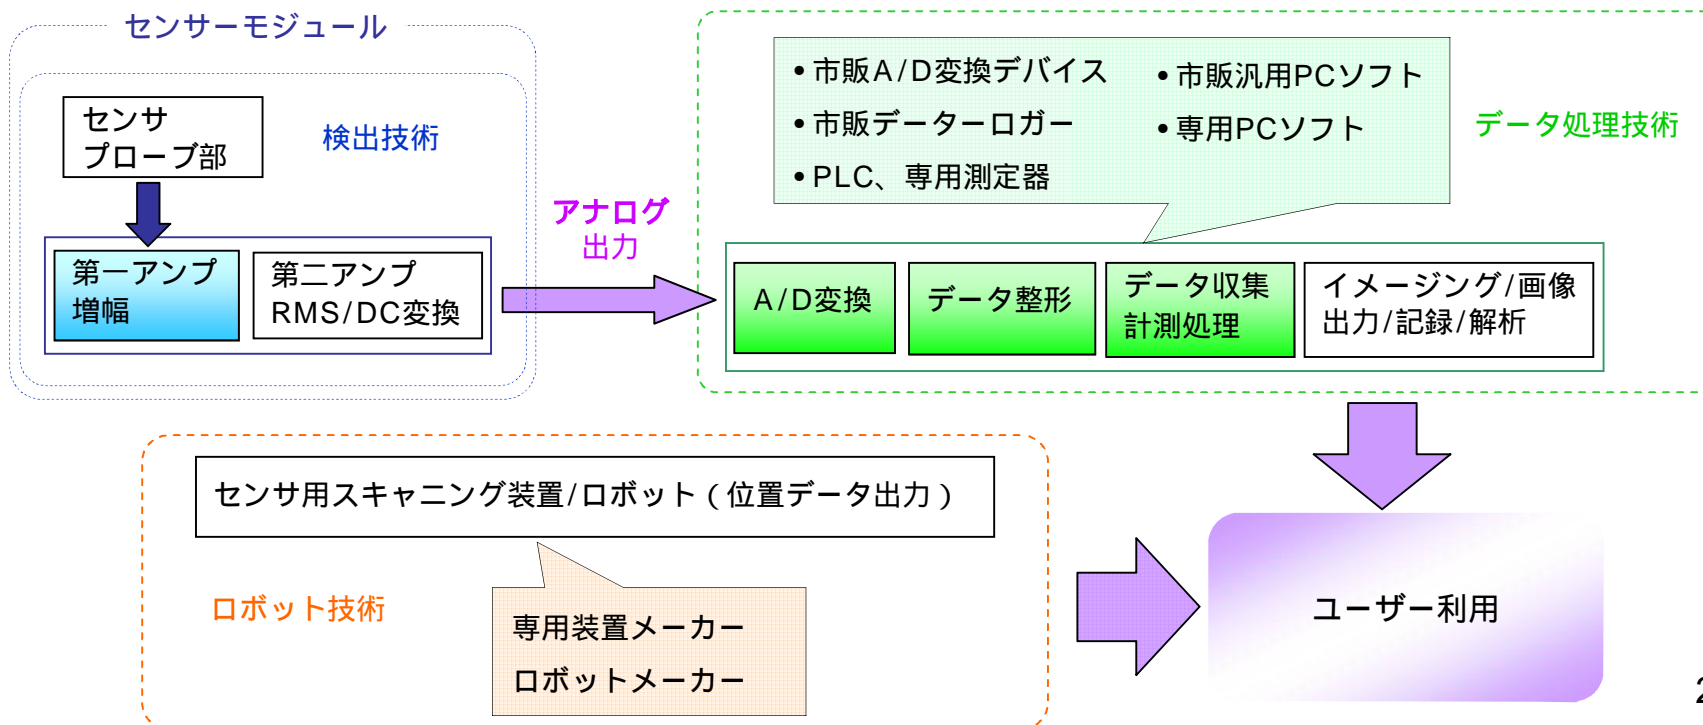 センサーモジュール
センサ
プローブ部
検出技術
第一アンプ
増幅
第二アンプ
RMS/DC変換
アナログ
出力
•市販A/D変換デバイス
•市販データーロガー
•PLC、専用測定器
•市販汎用PCソフト
•専用PCソフト
データ処理技術
A/D変換
データ整形
データ収集
計測処理
イメージング/画像
出力/記録/解析
センサ用スキャニング装置/ロボット（位置データ出力）
ロボット技術
専用装置メーカー
ロボットメーカー
ユーザー利用
2